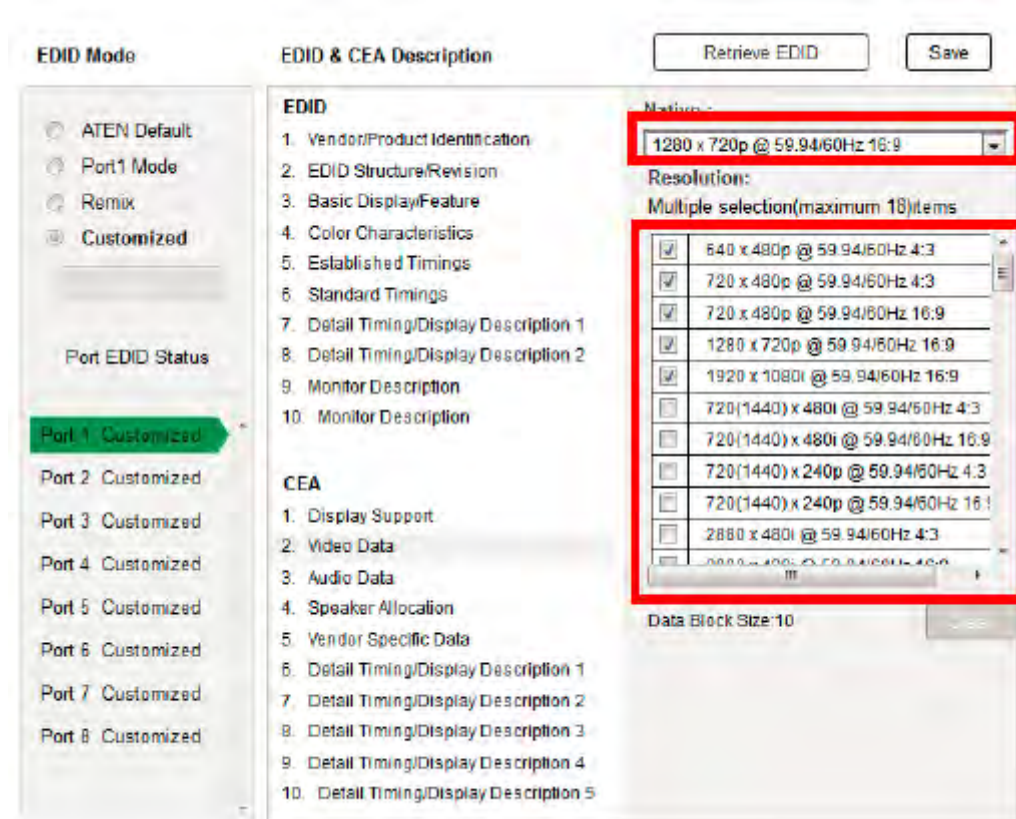 EDID Mode
ATEN Default
Port1 Mode
Remix
Customized
Port EDID Status
Port 1 Customized
Port 2 Customized
Port 3 Customized
Port 4 Customized
Port 5 Customized
Port 6 Customized
Port 7 Customized
Port 8 Customized
EDID & CEA Description
EDID
1. Vendor/Product Identification
2. EDID Structure/Revision
3. Basic Display/Feature
4. Color Characteristics
5. Established Timings
6. Standard Timings
7. Detail Timing/Display Description 1
8. Detail Timing/Display Description 2
9. Monitor Description
10. Monitor Description
CEA
1. Display Support
2. Video Data
3. Audio Data
4. Speaker Allocation
5. Vendor Specific Data
6. Detail Timing/Display Description 1
7. Detail Timing/Display Description 2
8. Detail Timing/Display Description 3
9. Detail Timing/Display Description 4
10. Detail Timing/Display Description 5
Retrieve EDID
Save
Native :
1280 x 720p @ 59.94/60Hz 16:9
Resolution:
Multiple selection(maximum 18)items
640 x 480p @ 59.94/60Hz 4:3
720 x 480p @ 59.94/60Hz 4:3
720 x 480p @ 59.94/60Hz 16:9
1280 x 720p @ 59.94/60Hz 16:9
1920 x 1080i @ 59.94/60Hz 16:9
720(1440) x 480i @ 59.94/60Hz 4:3
720(1440) x 480i @ 59.94/60Hz 16:9
720(1440) x 240p @ 59.94/60Hz 4:3
720(1440) x 240p @ 59.94/60Hz 16:
2880 x 480i @ 59.94/60Hz 4:3
Data Block Size:10